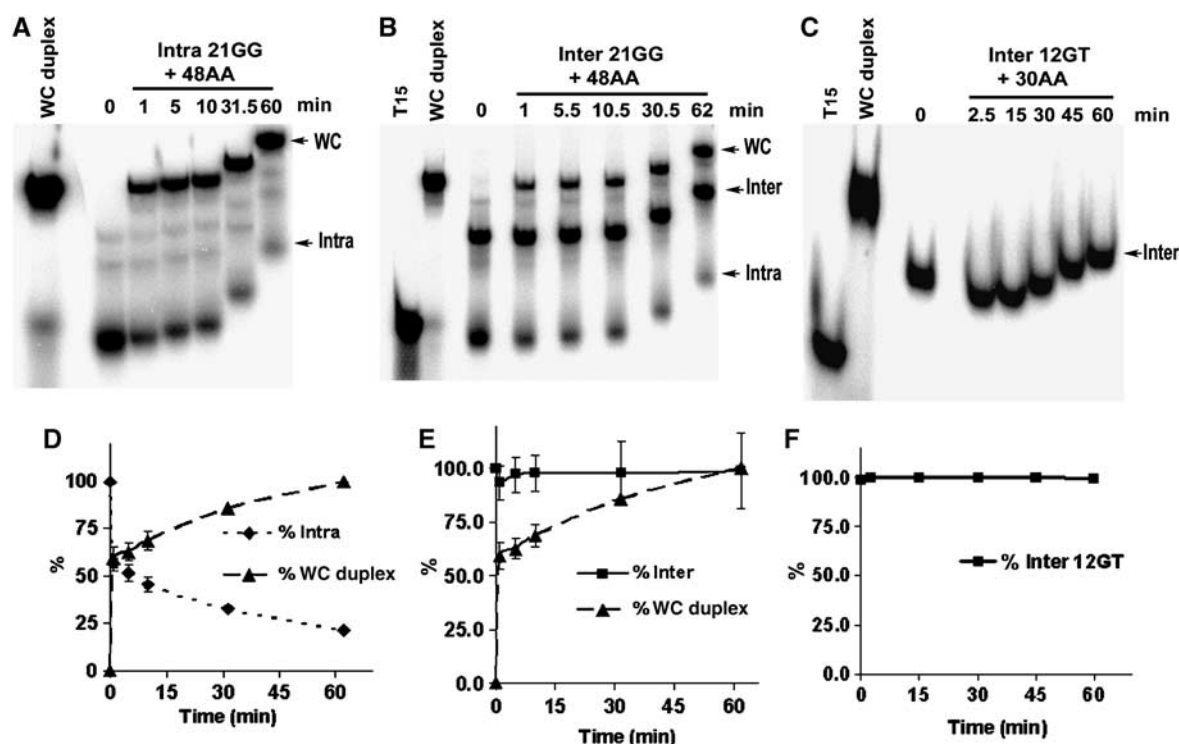 A
WC duplex
Intra 21GG
+ 48AA
0 1 5 10 31.5 60 min
WC
Intra
B
T15
WC duplex
Inter 21GG
+ 48AA
0 1 5.5 10.5 30.5 62 min
WC
Inter
Intra
C
T15
WC duplex
Inter 12GT
+ 30AA
0 2.5 15 30 45 60 min
Inter
D
%
100
75
50
25
0
% Intra
% WC duplex
0 15 30 45 60
Time (min)
E
%
100.0
75.0
50.0
25.0
0.0
% Inter
% WC duplex
0 15 30 45 60
Time (min)
F
%
100.0
75.0
50.0
25.0
0.0
% Inter 12GT
0 15 30 45 60
Time (min)